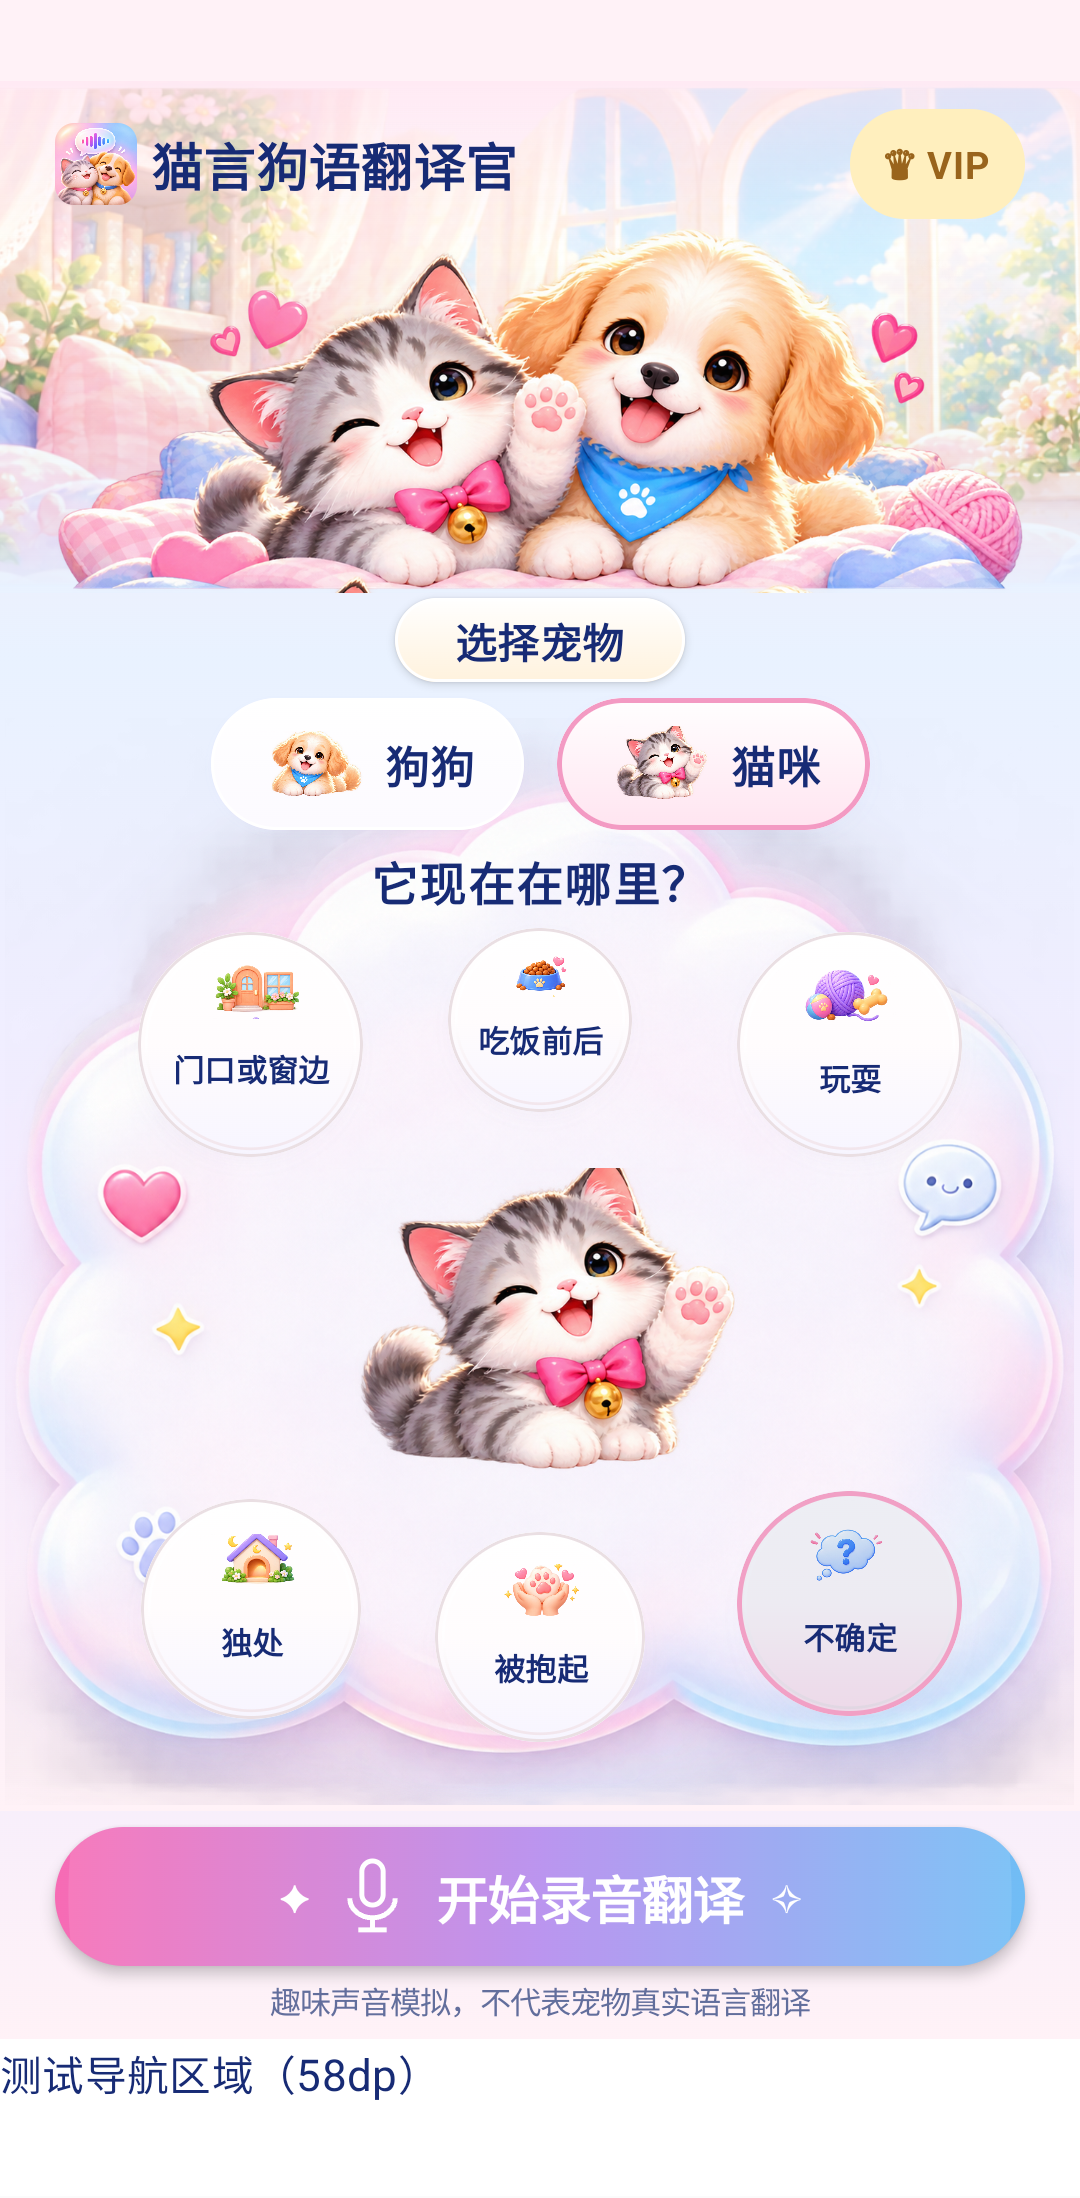 猫言狗语翻译官
VIP
选择宠物
狗狗
猫咪
它现在在哪里？
门口或窗边
吃饭前后
玩耍
独处
被抱起
不确定
开始录音翻译
趣味声音模拟，不代表宠物真实语言翻译
测试导航区域（58dp）